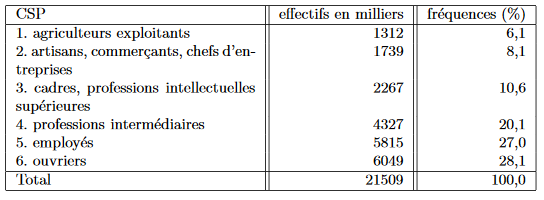 CSP effectifs en milliers fréquences (%)
1. agriculteurs exploitants 1312 6,1
2. artisans, commerçants, chefs d'en- 1739 8,1
treprises
3. cadres, professions intellectuelles 2267 10,6
supérieures
4. professions intermédiaires 4327 20,1
5. employés 5815 27,0
6. ouvriers 6049 28,1
Total 21509 100,0